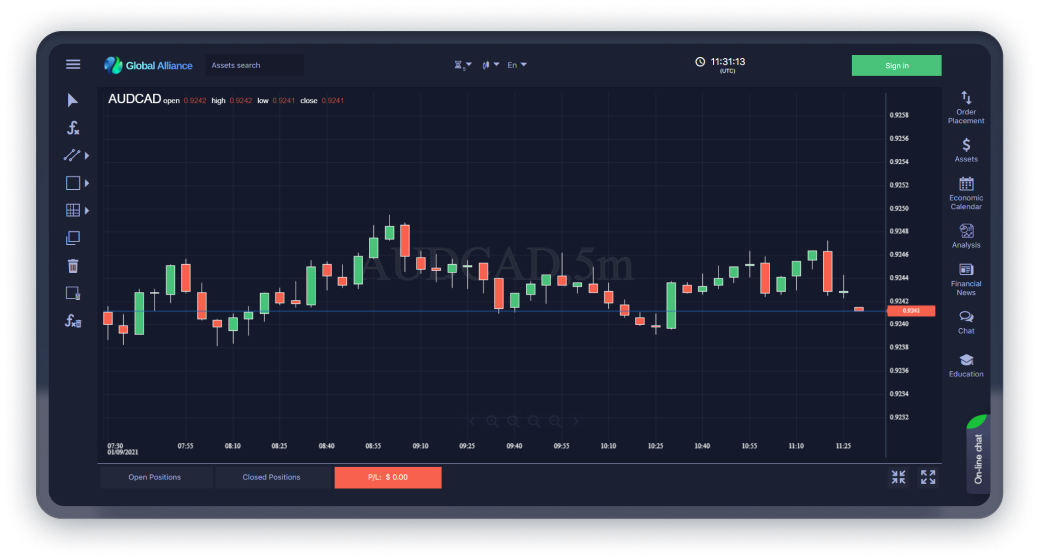 Global Alliance
Assets search
5
En
11:31:13
(UTC)
Sign in
AUDCAD open 0.9242 high 0.9242 low 0.9241 close 0.9241
AUDCAD 5m
0.9258
0.9256
0.9254
0.9252
0.9250
0.9248
0.9246
0.9244
0.9242
0.9242
0.9240
0.9238
0.9236
0.9234
0.9232
07:30 07:55 08:10 08:25 08:40 08:55 09:10 09:25 09:40 09:55 10:10 10:25 10:40 10:55 11:10 11:25
01/09/2021
Order
Placement
Assets
Economic
Calendar
Analysis
Financial
News
Chat
Education
On-line chat
Open Positions
Closed Positions
P/L: $ 0.00